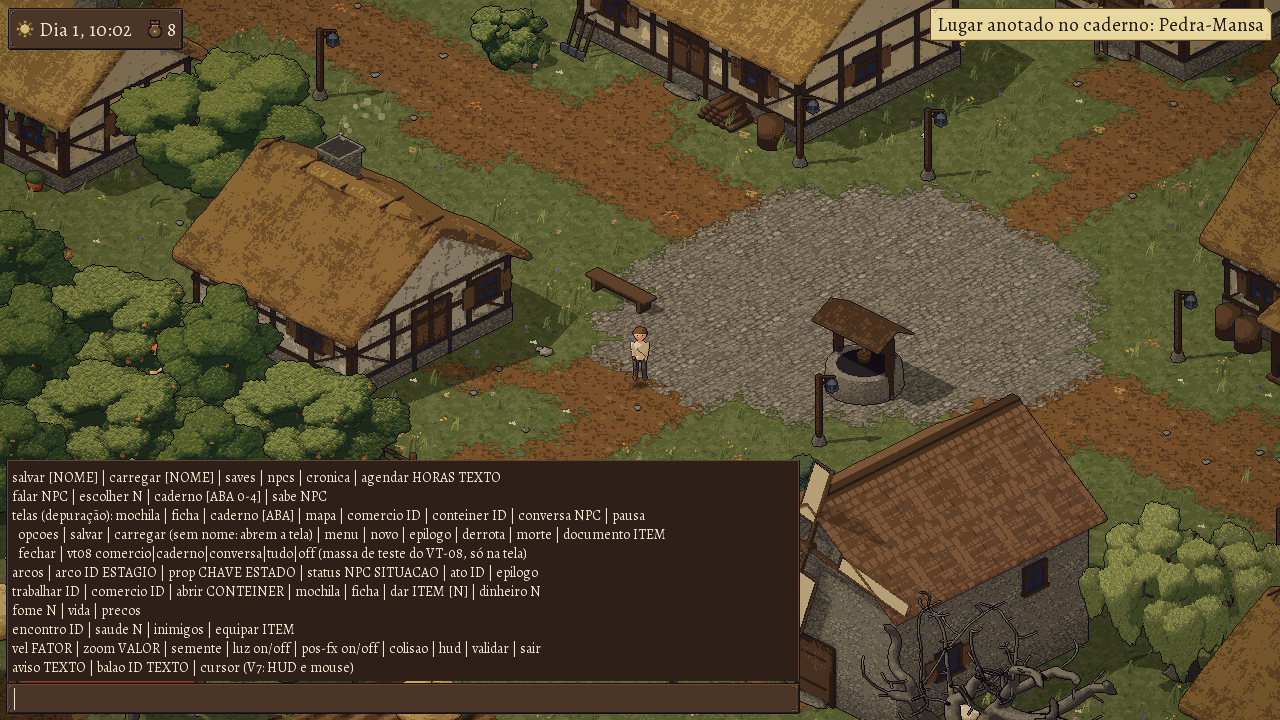 Dia 1, 10:02 8
Lugar anotado no caderno: Pedra-Mansa
salvar [NOME] | carregar [NOME] | saves | npcs | cronica | agendar HORAS TEXTO
falar NPC | escolher N | caderno [ABA 0-4] | sabe NPC
telas (depuração): mochila | ficha | caderno [ABA] | mapa | comercio ID | conteiner ID | conversa NPC | pausa
opcoes | salvar | carregar (sem nome: abrem a tela) | menu | novo | epilogo | derrota | morte | documento ITEM
fechar | vt08 comercio|caderno|conversa|tudo|off (massa de teste do VT-08, só na tela)
arcos | arco ID ESTAGIO | prop CHAVE ESTADO | status NPC SITUACAO | ato ID | epilogo
trabalhar ID | comercio ID | abrir CONTEINER | mochila | ficha | dar ITEM [N] | dinheiro N
fome N | vida | precos
encontro ID | saude N | inimigos | equipar ITEM
vel FATOR | zoom VALOR | semente | luz on/off | pos-fx on/off | colisao | hud | validar | sair
aviso TEXTO | balao ID TEXTO | cursor (V7: HUD e mouse)